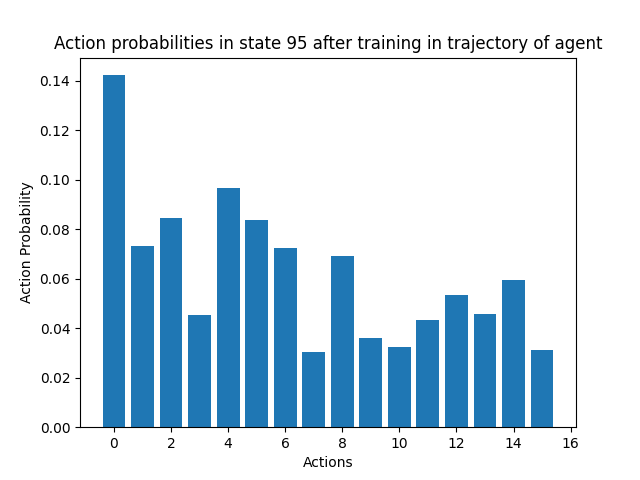 Action probabilities in state 95 after training in trajectory of agent
0.14
0.12
0.10
0.08
0.06
0.04
0.02
0.00
Action Probability
0 2 4 6 8 10 12 14 16
Actions